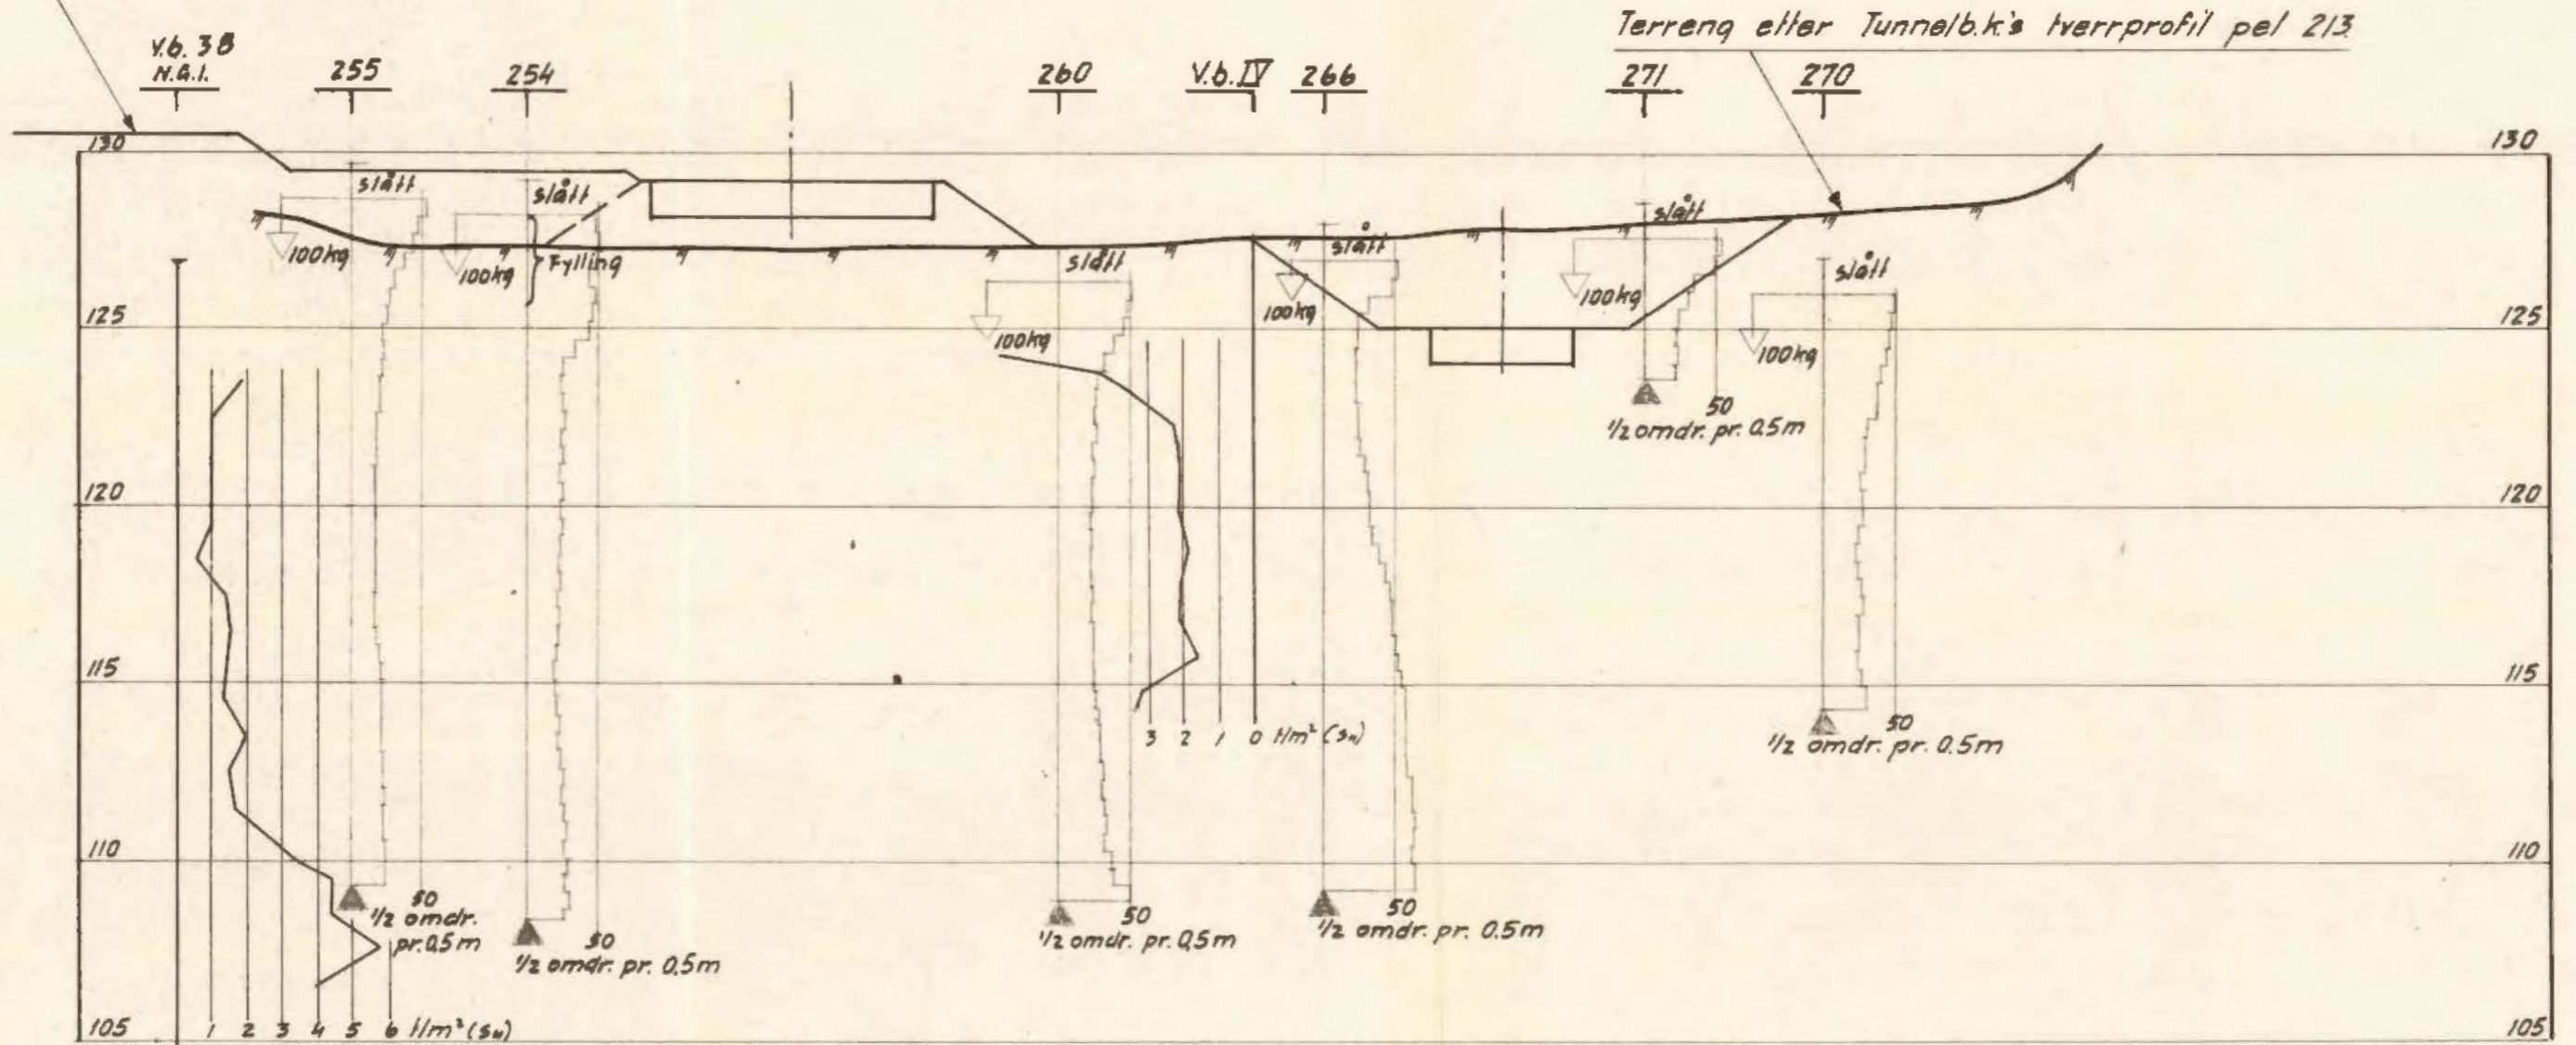 Terreng etter Tunnelb.k's tverrprofil pel 213
V.b. 38
N.G.I.
255
254
260
V.b. IV
266
271
270
130
130
slått
slått
slått
slått
slått
slått
100kg
100kg
Fylling
100kg
100kg
100kg
100kg
125
125
50
1/2 omdr. pr. 0.5m
120
120
115
115
3 2 1 0 t/m² (su)
50
1/2 omdr. pr. 0.5m
110
110
50
1/2 omdr.
pr. 0.5m
50
1/2 omdr. pr. 0.5m
50
1/2 omdr. pr. 0.5m
50
1/2 omdr. pr. 0.5m
105
1 2 3 4 5 6 t/m² (su)
105